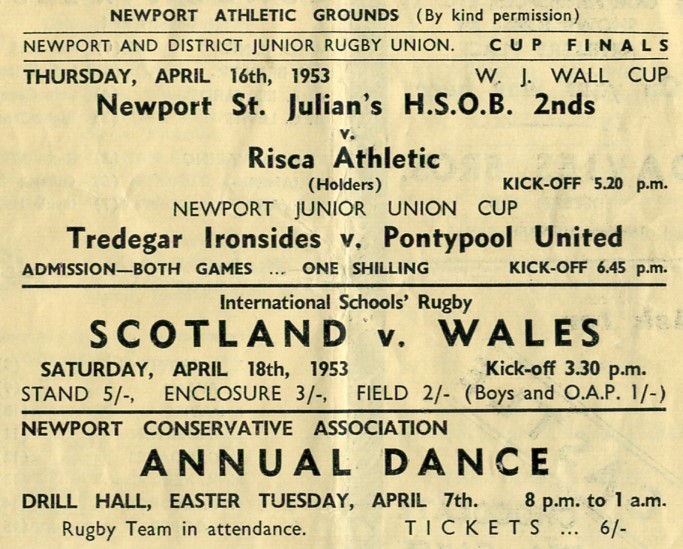 NEWPORT ATHLETIC GROUNDS (By kind permission)
NEWPORT AND DISTRICT JUNIOR RUGBY UNION. CUP FINALS
THURSDAY, APRIL 16th, 1953 W. J. WALL CUP
Newport St. Julian's H.S.O.B. 2nds
v.
Risca Athletic
(Holders) KICK-OFF 5.20 p.m.
NEWPORT JUNIOR UNION CUP
Tredegar Ironsides v. Pontypool United
ADMISSION—BOTH GAMES ... ONE SHILLING KICK-OFF 6.45 p.m.
International Schools' Rugby
SCOTLAND v. WALES
SATURDAY, APRIL 18th, 1953 Kick-off 3.30 p.m.
STAND 5/-, ENCLOSURE 3/-, FIELD 2/- (Boys and O.A.P. 1/-)
NEWPORT CONSERVATIVE ASSOCIATION
ANNUAL DANCE
DRILL HALL, EASTER TUESDAY, APRIL 7th. 8 p.m. to 1 a.m.
Rugby Team in attendance. TICKETS ... 6/-